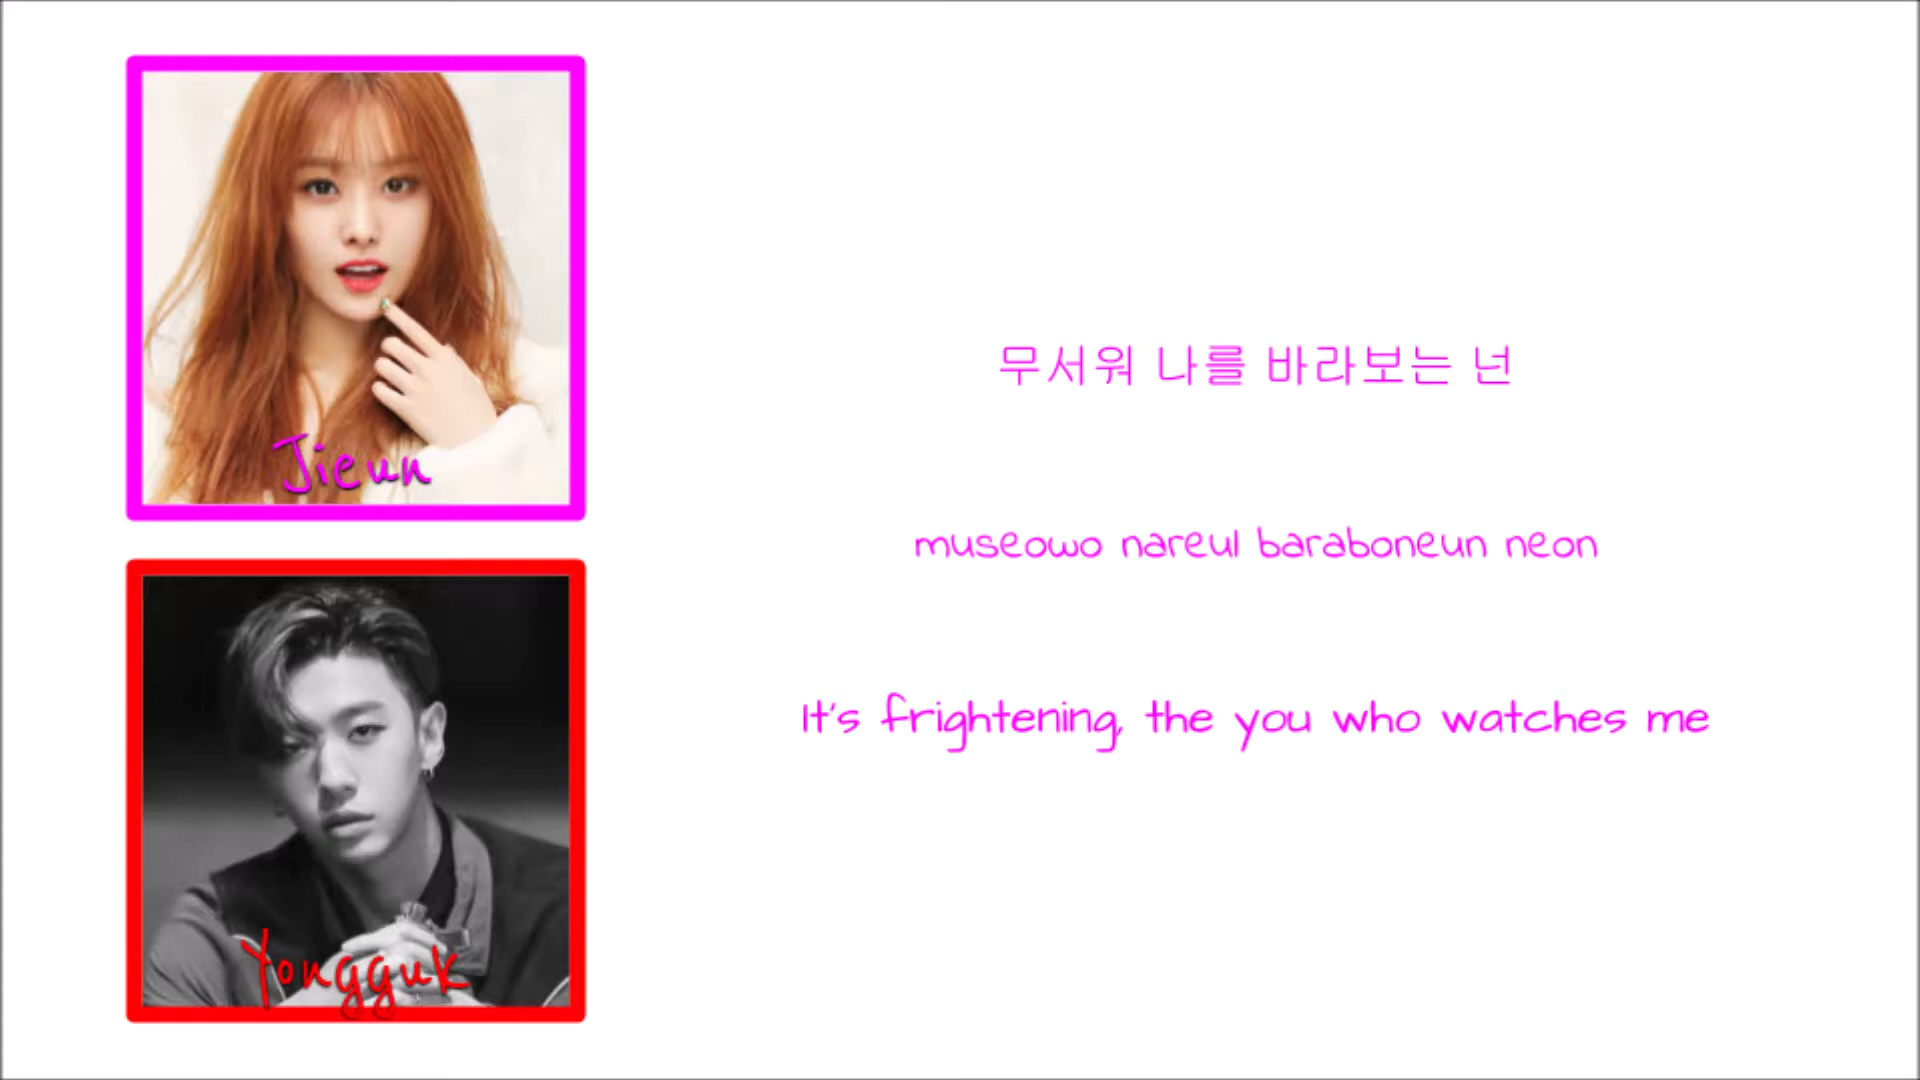 Jieun
Yongguk
무서워 나를 바라보는 넌
museowo nareul baraboneun neon
It's frightening, the you who watches me